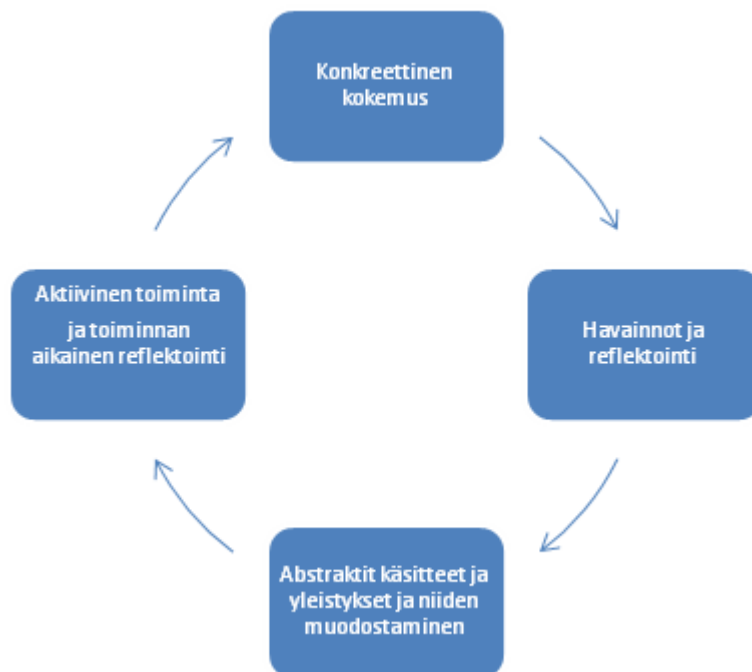 Konkreettinen
kokemus
Havainnot ja
reflektointi
Abstraktit käsitteet ja
yleistykset ja niiden
muodostaminen
Aktiivinen toiminta
ja toiminnan
aikainen reflektointi